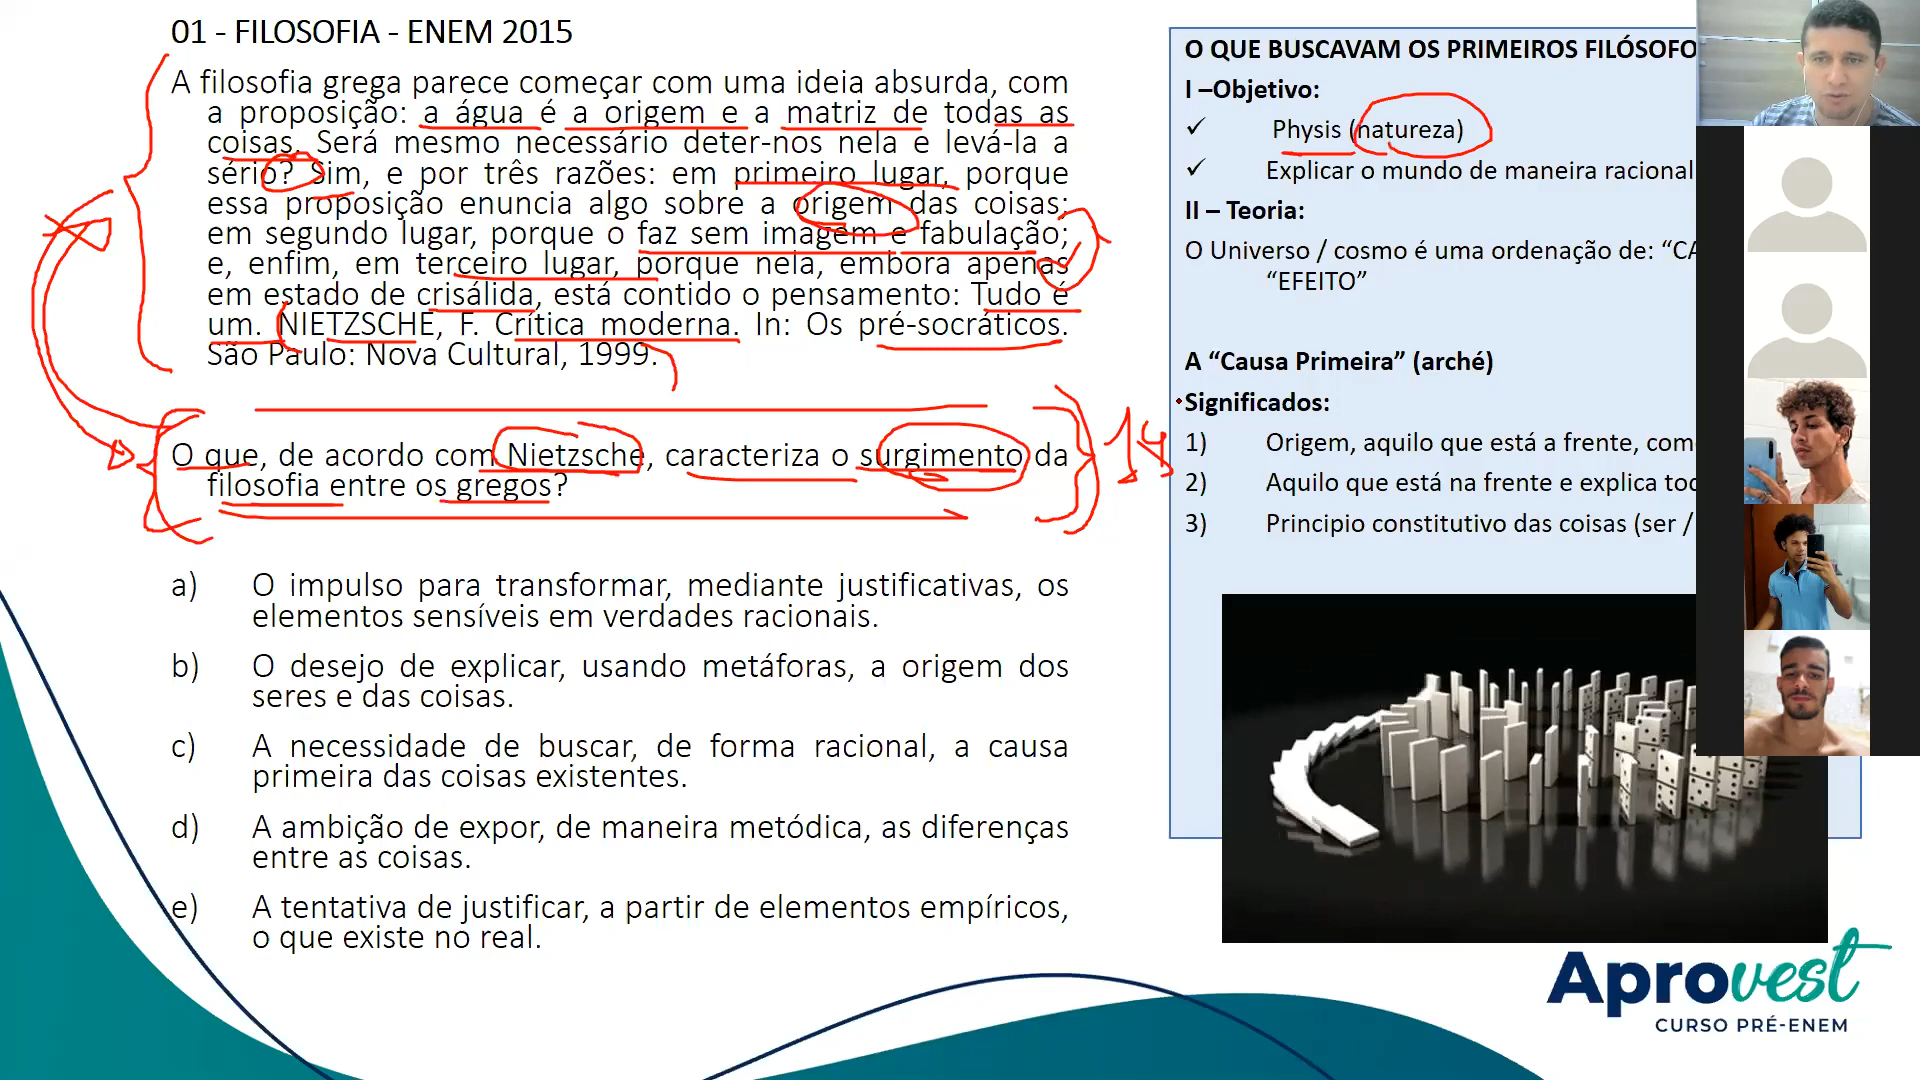 01 - FILOSOFIA - ENEM 2015
A filosofia grega parece começar com uma ideia absurda, com
a proposição: a água é a origem e a matriz de todas as
coisas. Será mesmo necessário deter-nos nela e levá-la a
sério? Sim, e por três razões: em primeiro lugar, porque
essa proposição enuncia algo sobre a origem das coisas;
em segundo lugar, porque o faz sem imagem e fabulação;
e, enfim, em terceiro lugar, porque nela, embora apenas
em estado de crisálida, está contido o pensamento: Tudo é
um. NIETZSCHE, F. Crítica moderna. In: Os pré-socráticos.
São Paulo: Nova Cultural, 1999.
O que, de acordo com Nietzsche, caracteriza o surgimento da
filosofia entre os gregos?
a) O impulso para transformar, mediante justificativas, os
elementos sensíveis em verdades racionais.
b) O desejo de explicar, usando metáforas, a origem dos
seres e das coisas.
c) A necessidade de buscar, de forma racional, a causa
primeira das coisas existentes.
d) A ambição de expor, de maneira metódica, as diferenças
entre as coisas.
e) A tentativa de justificar, a partir de elementos empíricos,
o que existe no real.
O QUE BUSCAVAM OS PRIMEIROS FILÓSOFO
I –Objetivo:
✓ Physis (natureza)
✓ Explicar o mundo de maneira racional
II – Teoria:
O Universo / cosmo é uma ordenação de: “CA
“EFEITO”
A “Causa Primeira” (arché)
Significados:
1) Origem, aquilo que está a frente, com
2) Aquilo que está na frente e explica to
3) Principio constitutivo das coisas (ser /
Aprovest
CURSO PRÉ-ENEM